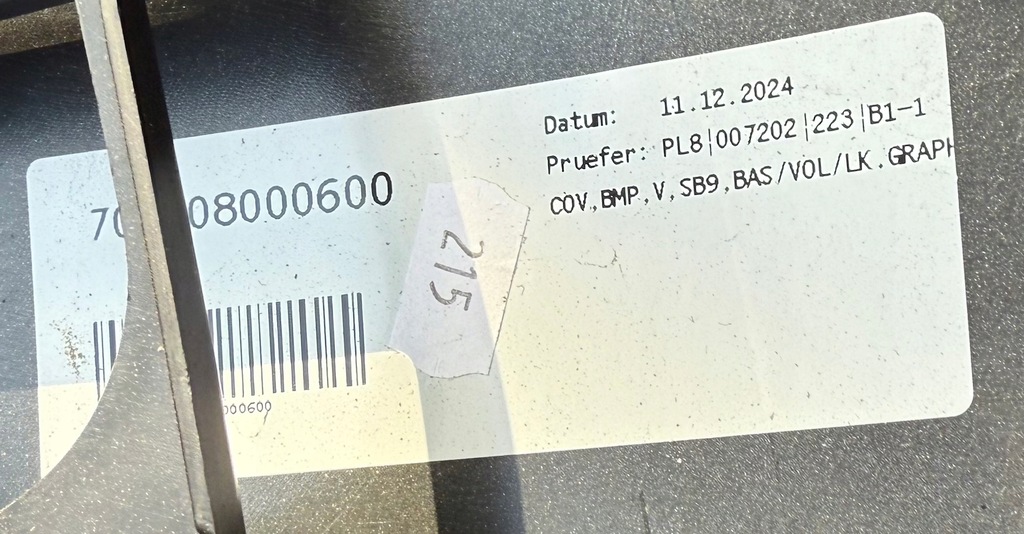 Datum: 11.12.2024
Pruefer: PL8|007202|223|B1-1
COV,BMP,V,SB9,BAS/VOL/LK.GRAPH
08000600
275
000600